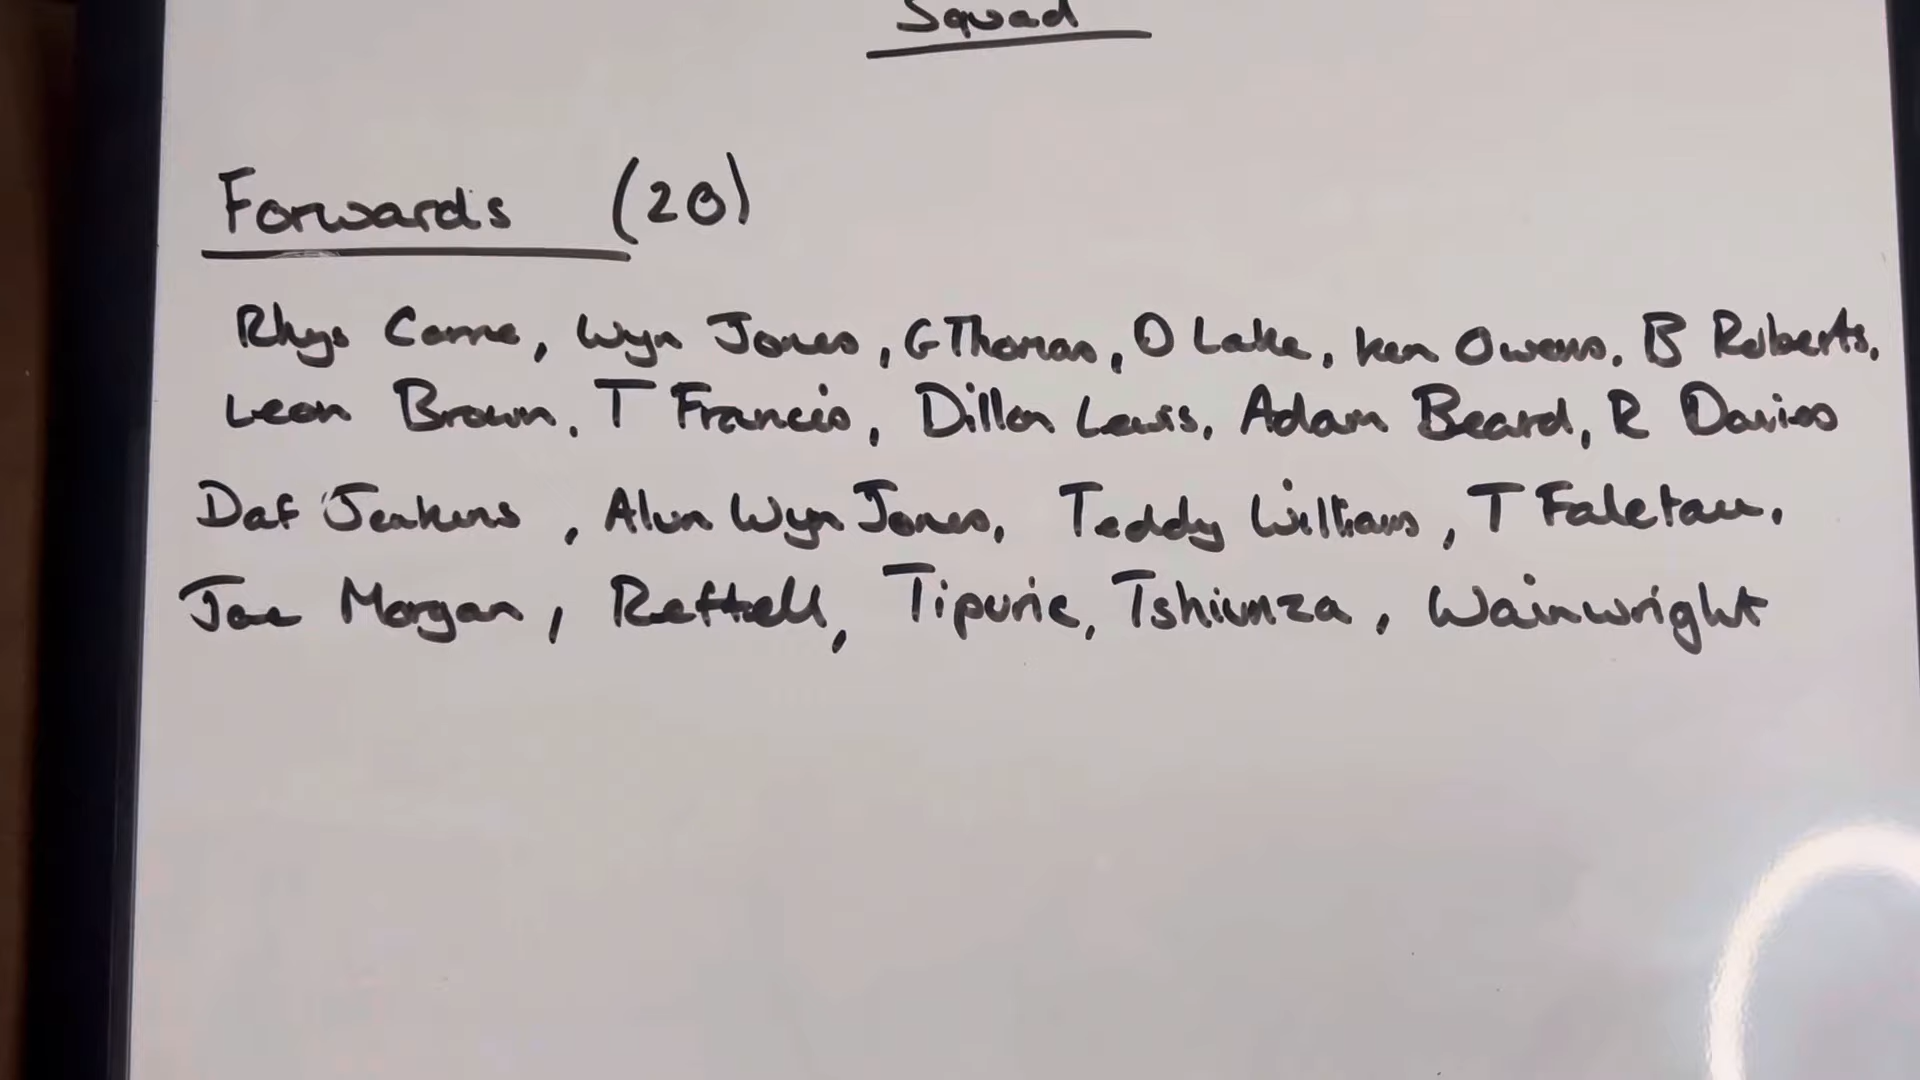 Squad
Forwards (20)
Rhys Carre, Wyn Jones, G Thomas, D Lake, Ken Owens, B Roberts,
Leon Brown, T Francis, Dillon Lewis, Adam Beard, R Davies
Daf Jenkins, Alun Wyn Jones, Teddy Williams, T Faletau,
Jac Morgan, Reffell, Tipuric, Tshiunza, Wainwright